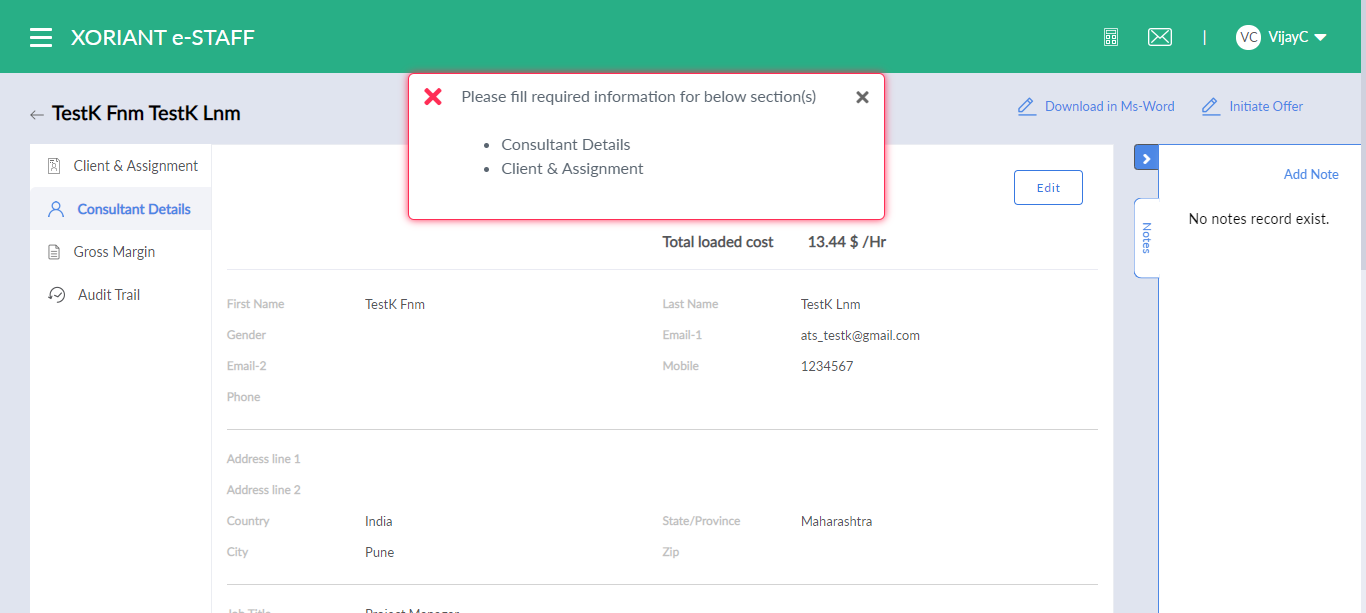 XORIANT e-STAFF
| VC VijayC
Please fill required information for below section(s)
• Consultant Details
• Client & Assignment
TestK Fnm TestK Lnm
Download in Ms-Word Initiate Offer
Client & Assignment
Consultant Details
Gross Margin
Audit Trail
Edit
Total loaded cost 13.44 $ /Hr
First Name TestK Fnm Last Name TestK Lnm
Gender Email-1 ats_testk@gmail.com
Email-2 Mobile 1234567
Phone
Address line 1
Address line 2
Country India State/Province Maharashtra
City Pune Zip
Job Title Project Manager
Add Note
Notes
No notes record exist.